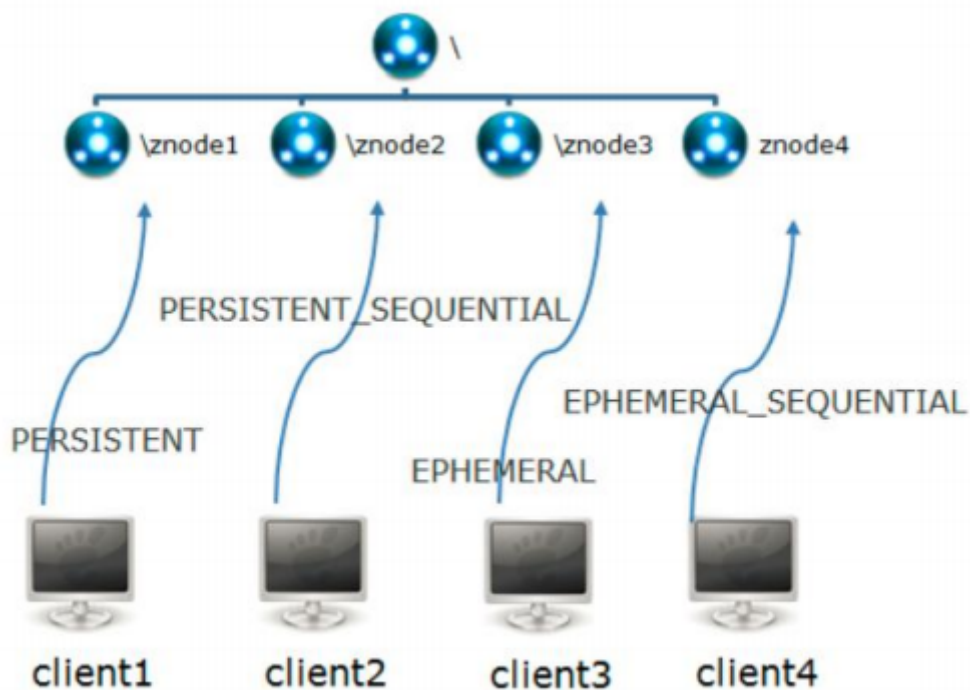 \
\znode1
\znode2
\znode3
znode4
PERSISTENT_SEQUENTIAL
EPHEMERAL_SEQUENTIAL
PERSISTENT
EPHEMERAL
client1
client2
client3
client4